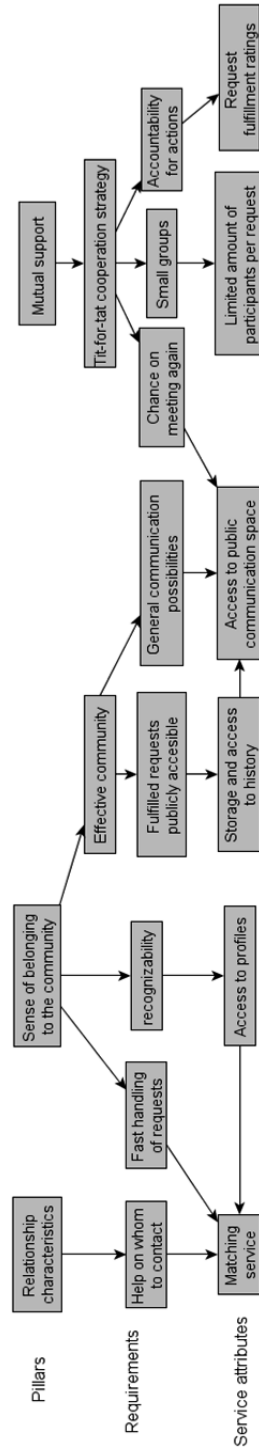 Pillars
Relationship
characteristics
Sense of belonging
to the community
Mutual support
Effective community
Tit-for-tat cooperation strategy
Requirements
Help on whom
to contact
Fast handling
of requests
recognizability
Fulfilled requests
publicly accesible
General communication
possibilities
Chance on
meeting again
Small groups
Accountability
for actions
Service attributes
Matching
service
Access to profiles
Storage and access
to history
Access to public
communication space
Limited amount of
participants per request
Request
fulfillment ratings